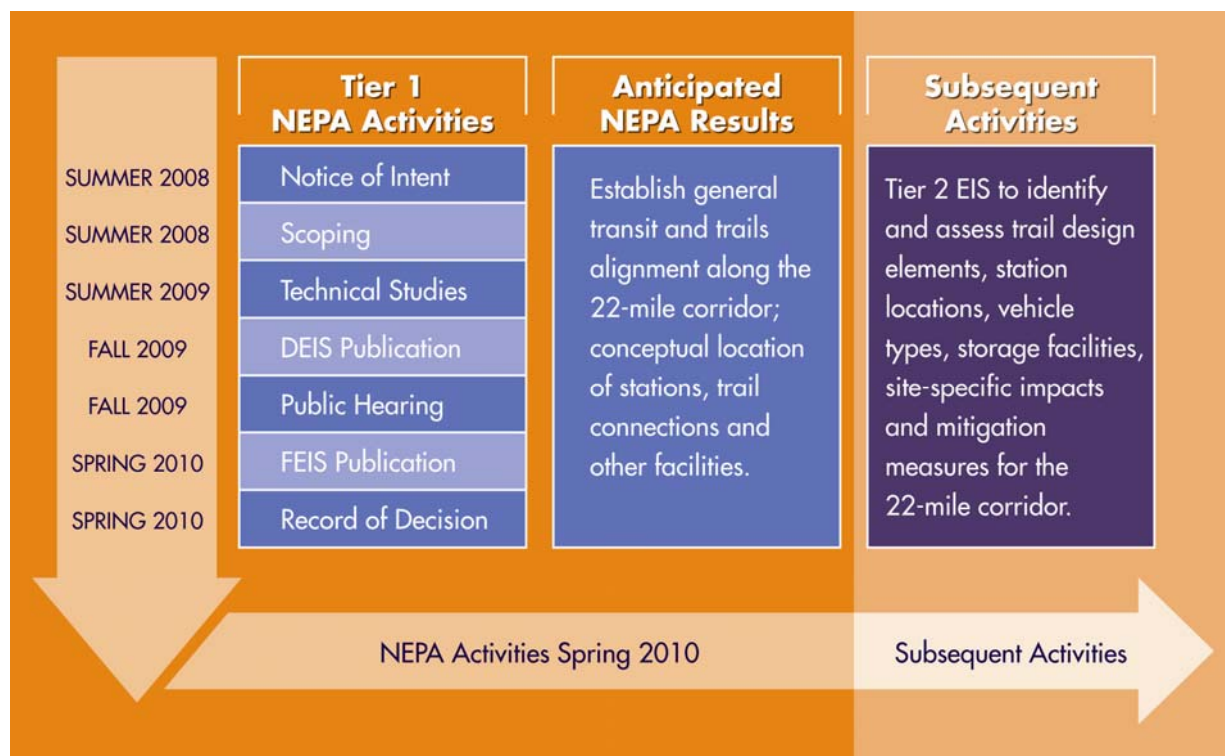 Tier 1
NEPA Activities
Anticipated
NEPA Results
Subsequent
Activities
SUMMER 2008
Notice of Intent
SUMMER 2008
Scoping
SUMMER 2009
Technical Studies
FALL 2009
DEIS Publication
FALL 2009
Public Hearing
SPRING 2010
FEIS Publication
SPRING 2010
Record of Decision
Establish general
transit and trails
alignment along the
22-mile corridor;
conceptual location
of stations, trail
connections and
other facilities.
Tier 2 EIS to identify
and assess trail design
elements, station
locations, vehicle
types, storage facilities,
site-specific impacts
and mitigation
measures for the
22-mile corridor.
NEPA Activities Spring 2010
Subsequent Activities